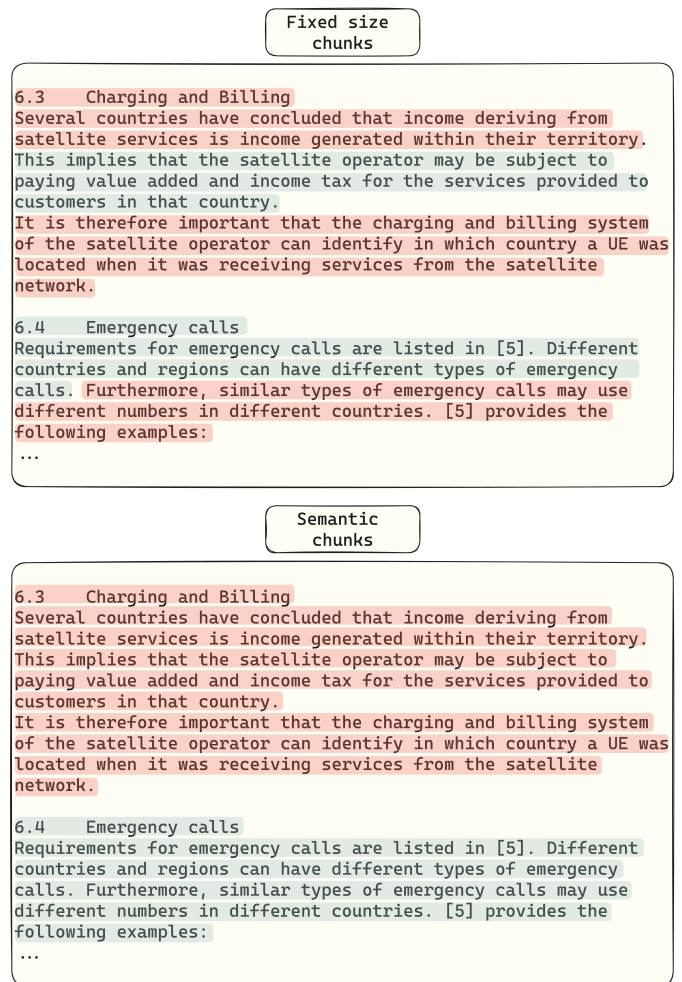 Fixed size
chunks
6.3    Charging and Billing
Several countries have concluded that income deriving from
satellite services is income generated within their territory.
This implies that the satellite operator may be subject to
paying value added and income tax for the services provided to
customers in that country.
It is therefore important that the charging and billing system
of the satellite operator can identify in which country a UE was
located when it was receiving services from the satellite
network.
6.4    Emergency calls
Requirements for emergency calls are listed in [5]. Different
countries and regions can have different types of emergency
calls. Furthermore, similar types of emergency calls may use
different numbers in different countries. [5] provides the
following examples:
...
Semantic
chunks
6.3    Charging and Billing
Several countries have concluded that income deriving from
satellite services is income generated within their territory.
This implies that the satellite operator may be subject to
paying value added and income tax for the services provided to
customers in that country.
It is therefore important that the charging and billing system
of the satellite operator can identify in which country a UE was
located when it was receiving services from the satellite
network.
6.4    Emergency calls
Requirements for emergency calls are listed in [5]. Different
countries and regions can have different types of emergency
calls. Furthermore, similar types of emergency calls may use
different numbers in different countries. [5] provides the
following examples:
...